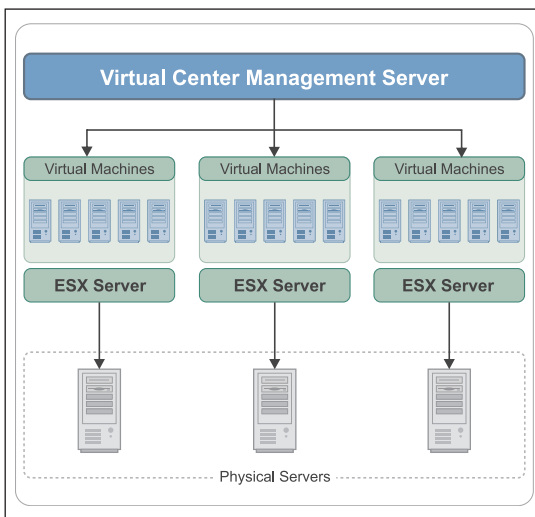 Virtual Center Management Server
Virtual Machines
Virtual Machines
Virtual Machines
ESX Server
ESX Server
ESX Server
Physical Servers